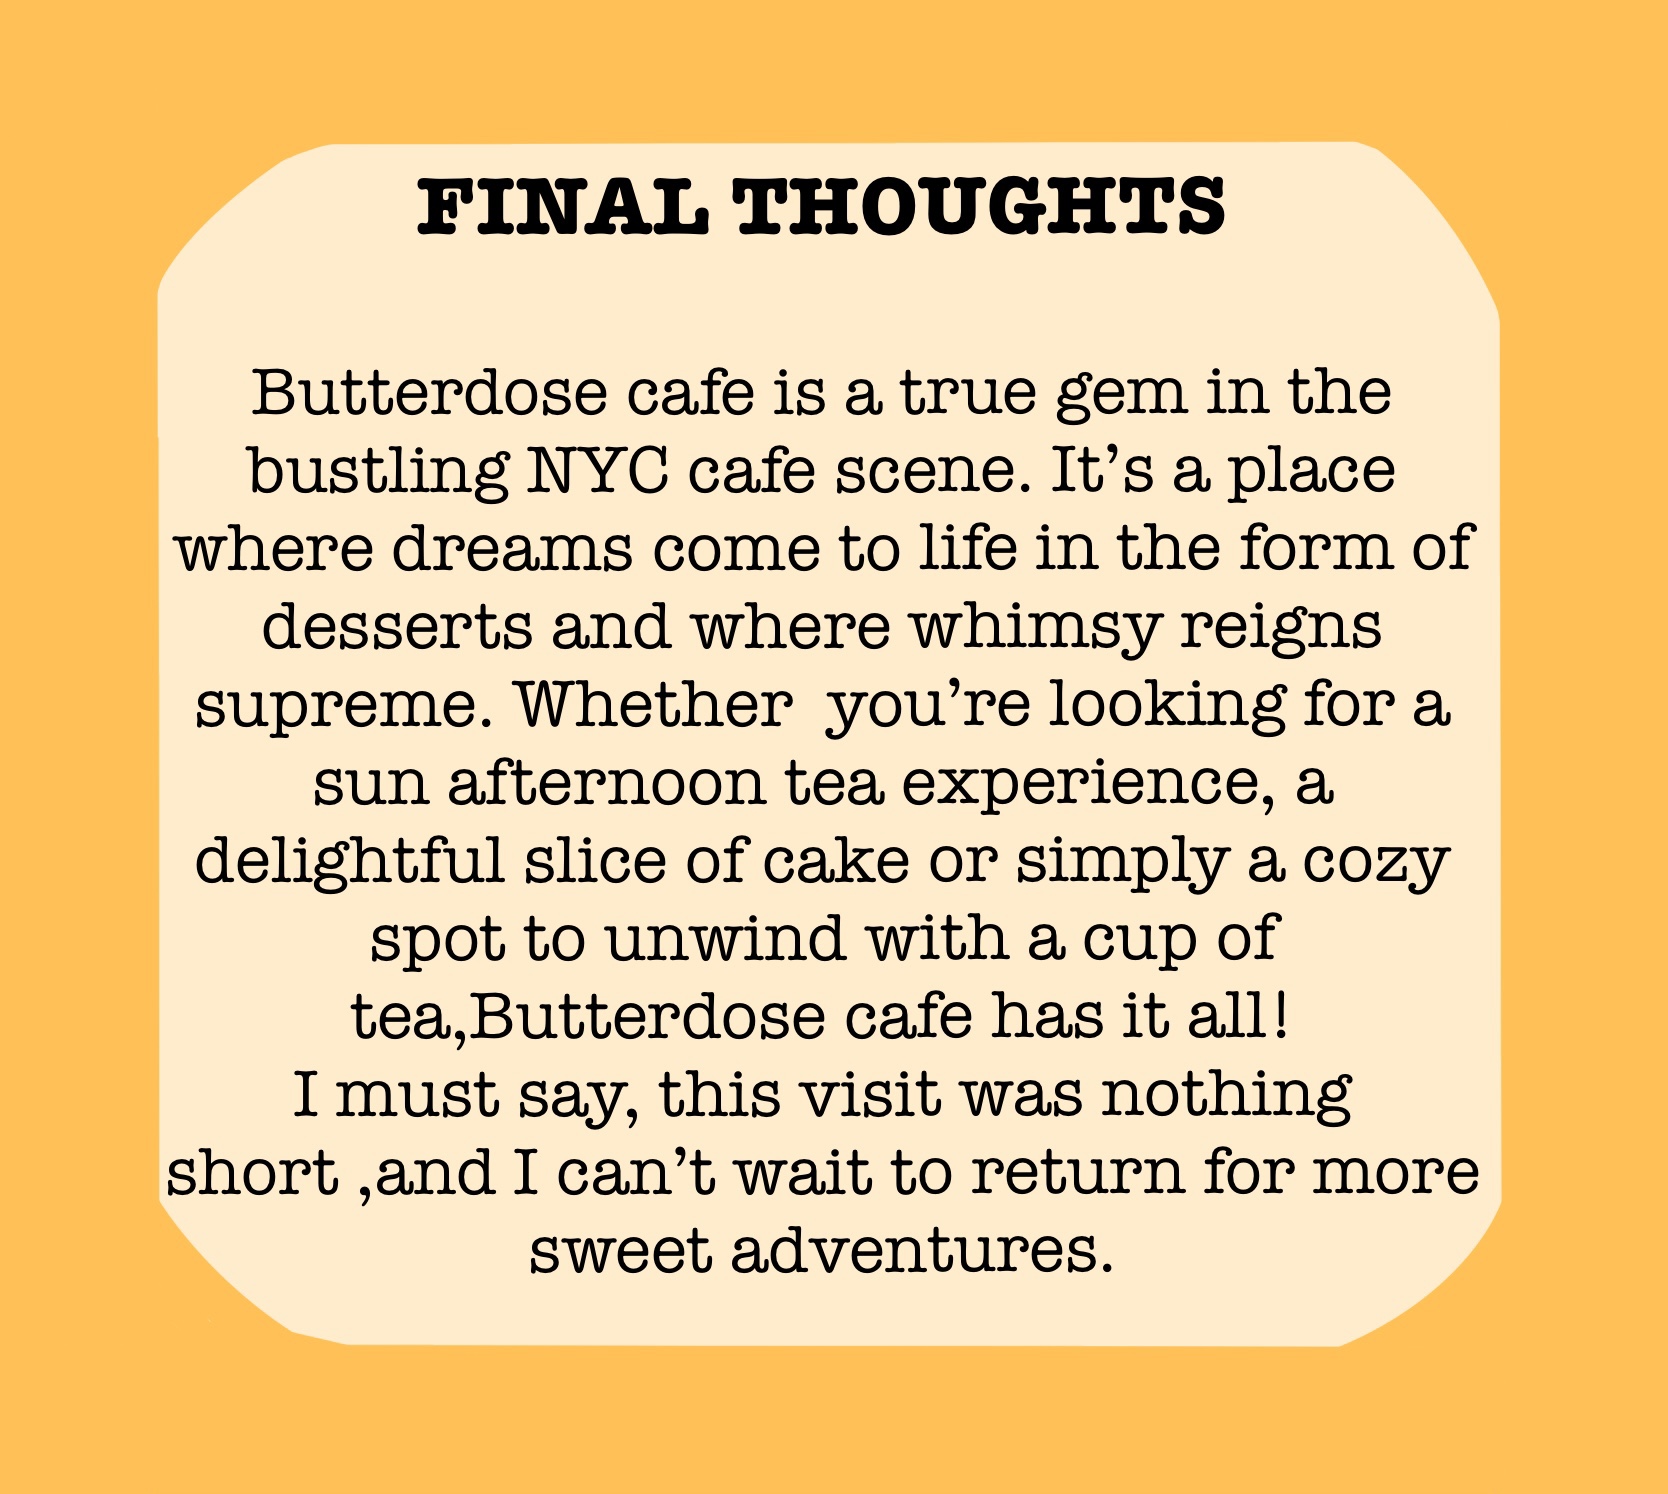 FINAL THOUGHTS
Butterdose cafe is a true gem in the
bustling NYC cafe scene. It’s a place
where dreams come to life in the form of
desserts and where whimsy reigns
supreme. Whether  you’re looking for a
sun afternoon tea experience, a
delightful slice of cake or simply a cozy
spot to unwind with a cup of
tea,Butterdose cafe has it all!
I must say, this visit was nothing
short ,and I can’t wait to return for more
sweet adventures.